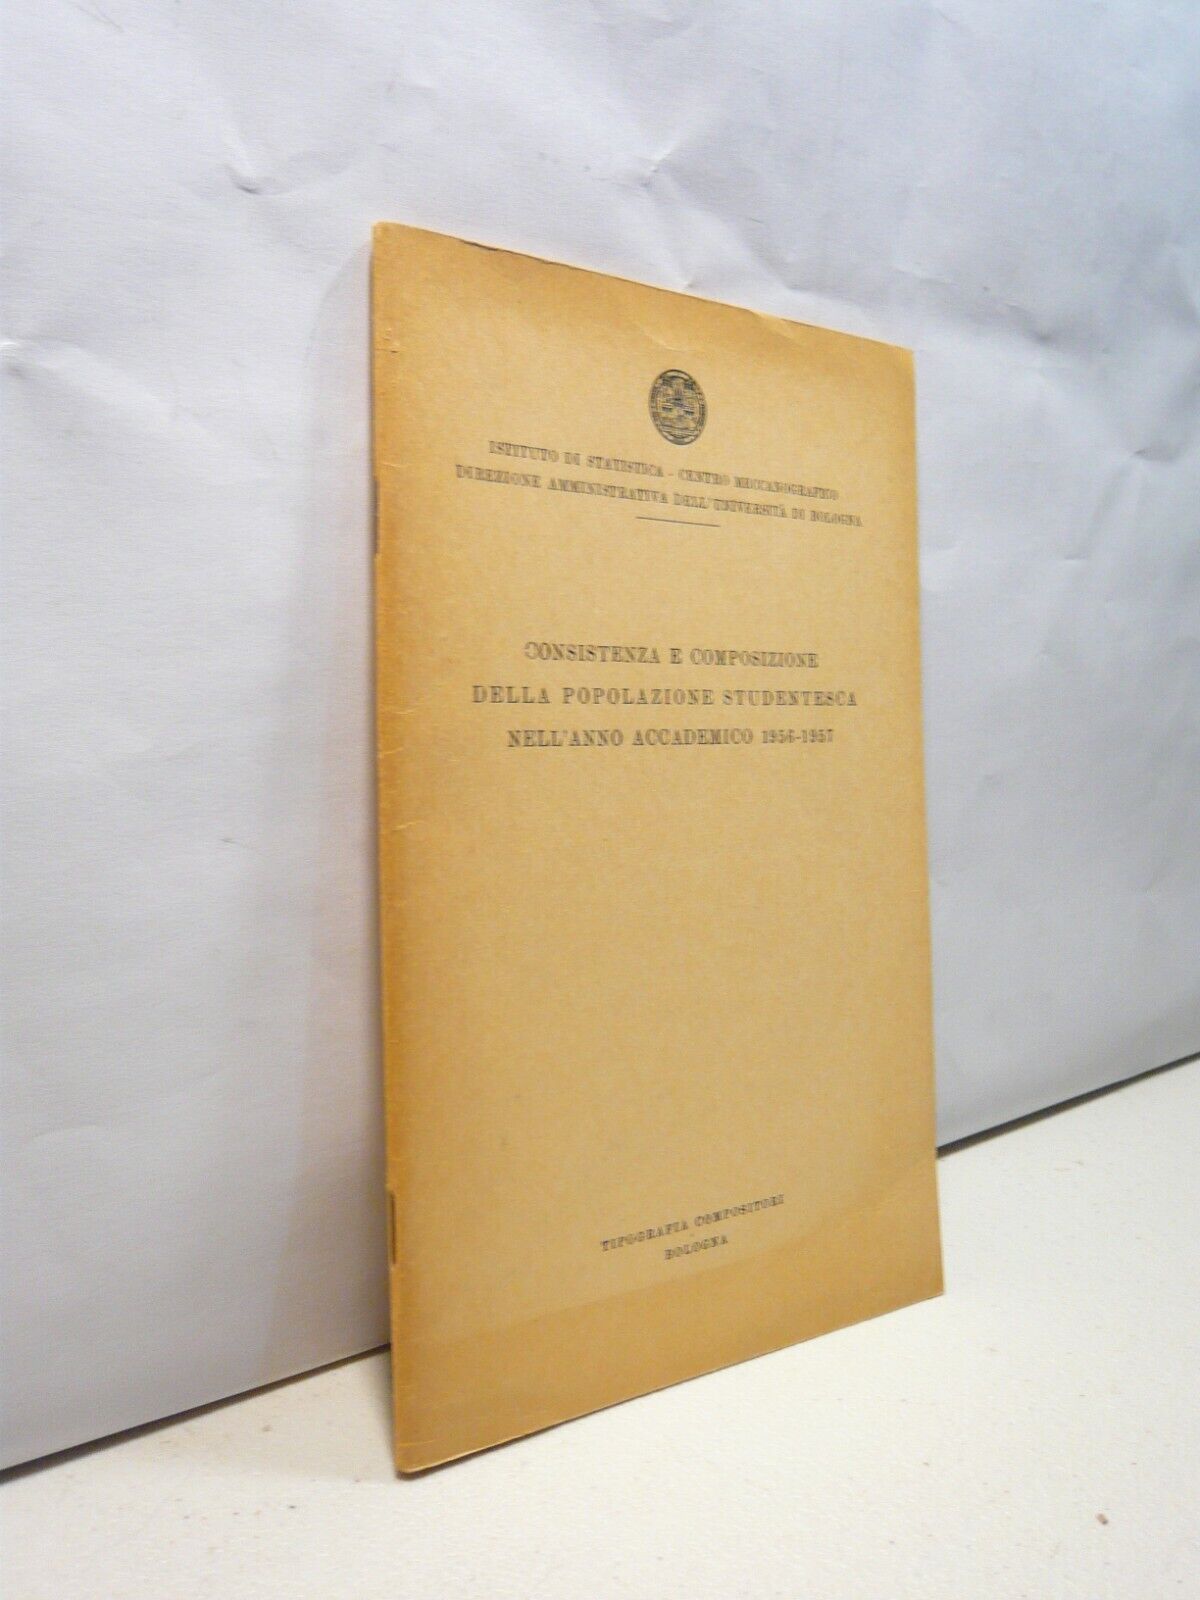 ISTITUTO DI STATISTICA - CENTRO MECCANOGRAFICO
DIREZIONE AMMINISTRATIVA DELL'UNIVERSITÀ DI BOLOGNA
CONSISTENZA E COMPOSIZIONE
DELLA POPOLAZIONE STUDENTESCA
NELL'ANNO ACCADEMICO 1956-1957
TIPOGRAFIA COMPOSITORI
BOLOGNA